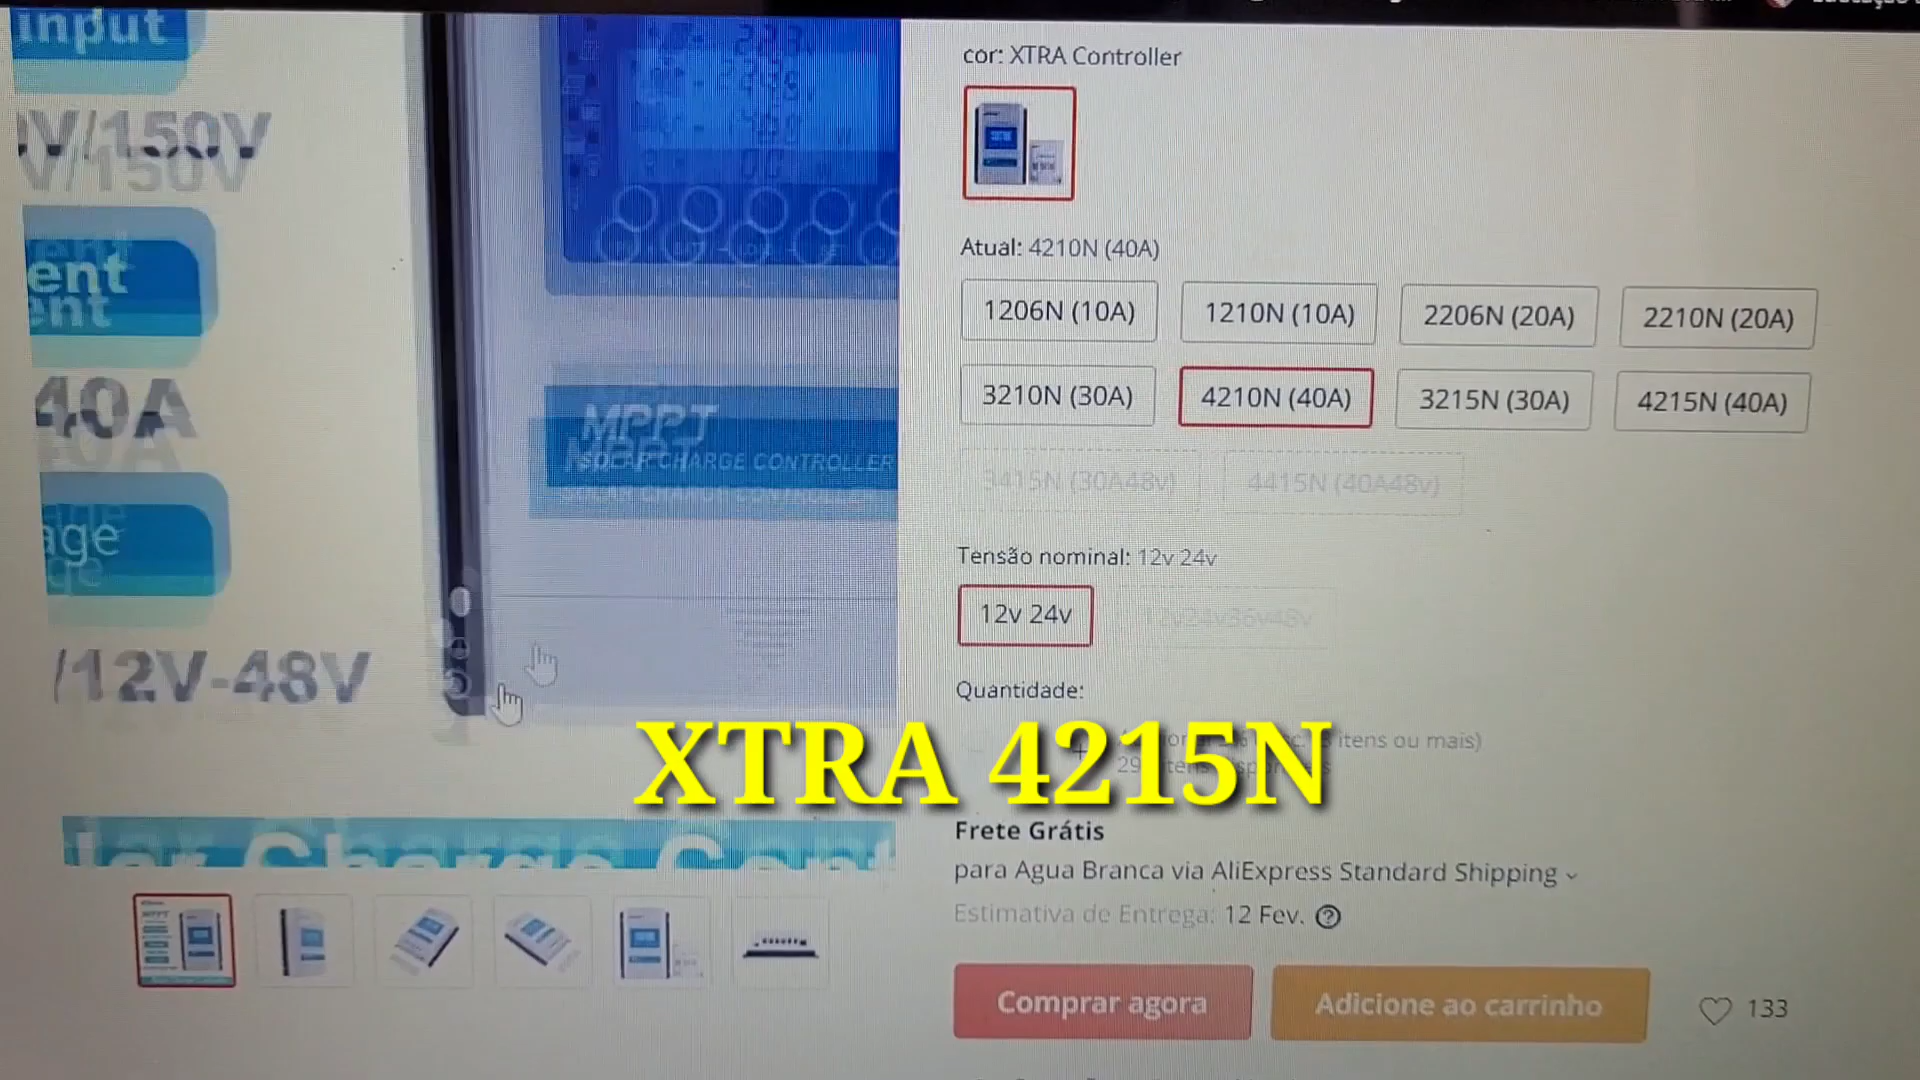 input
V/150V
ent
40A
age
/12V-48V
MPPT
SOLAR CHARGE CONTROLLER
cor: XTRA Controller
Atual: 4210N (40A)
1206N (10A)
1210N (10A)
2206N (20A)
2210N (20A)
3210N (30A)
4210N (40A)
3215N (30A)
4215N (40A)
3415N (30A48v)
4415N (40A48v)
Tensão nominal: 12v 24v
12v 24v
12v24v36v48v
Quantidade:
itens ou mais)
XTRA 4215N
Frete Grátis
para Agua Branca via AliExpress Standard Shipping
Estimativa de Entrega: 12 Fev.
Comprar agora
Adicione ao carrinho
133